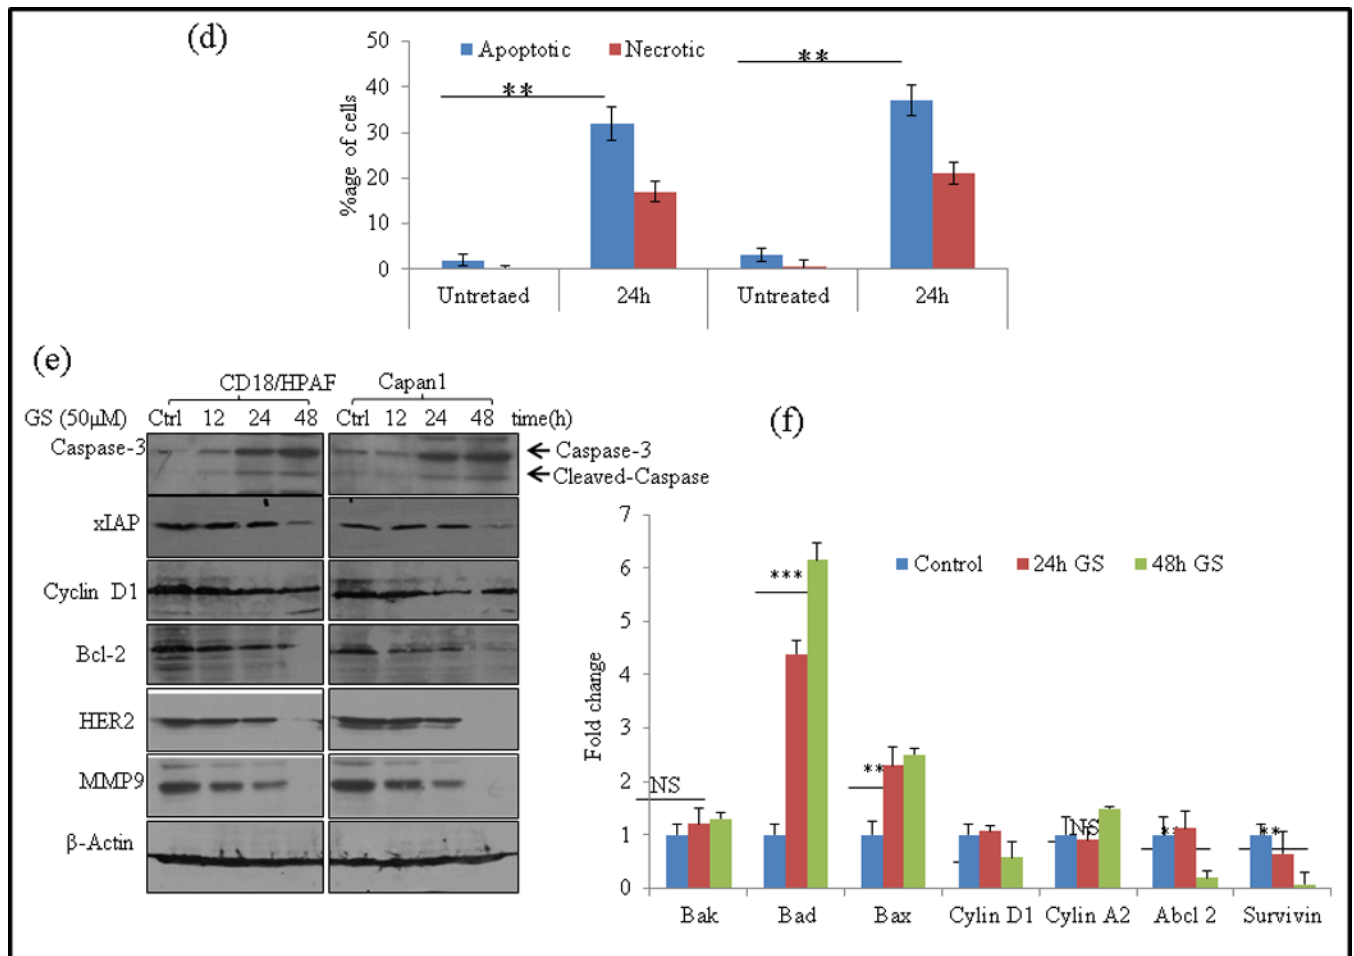 (d)
50
Apoptotic Necrotic
** **
40
30
20
10
0
%age of cells
Untretaed 24h Untreated 24h
(e)
CD18/HPAF Capan1
GS (50μM) Ctrl 12 24 48 Ctrl 12 24 48 time(h)
Caspase-3
Caspase-3
Cleaved-Caspase
xIAP
Cyclin D1
Bcl-2
HER2
MMP9
β-Actin
(f)
7
Control 24h GS 48h GS
6
5
4
3
2
1
0
Fold change
NS *** ** NS ** **
Bak Bad Bax Cylin D1 Cylin A2 Abcl 2 Survivin